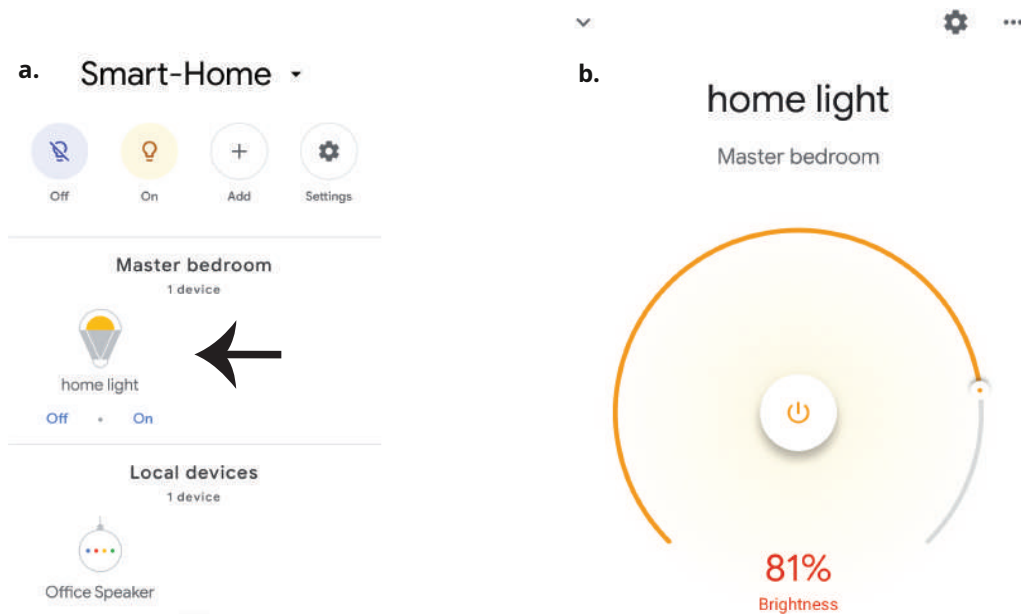 a.
Smart-Home
Off
On
Add
Settings
Master bedroom
1 device
home light
Off • On
Local devices
1 device
Office Speaker
b.
home light
Master bedroom
81%
Brightness